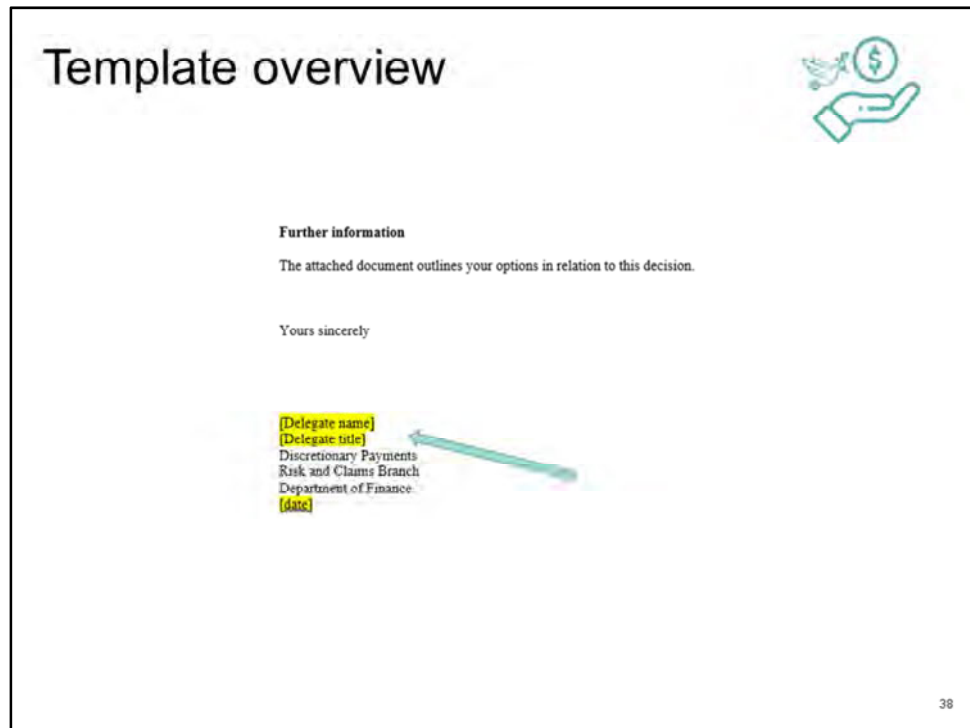 Template overview
$
Further information
The attached document outlines your options in relation to this decision.
Yours sincerely
[Delegate name]
[Delegate title]
Discretionary Payments
Risk and Claims Branch
Department of Finance
[date]
38